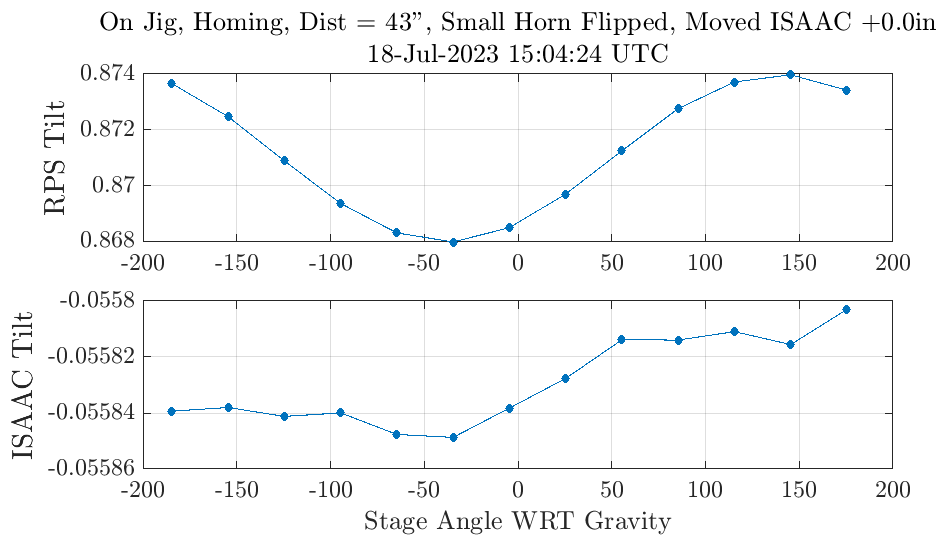 On Jig, Homing, Dist = 43", Small Horn Flipped, Moved ISAAC +0.0in
18-Jul-2023 15:04:24 UTC
RPS Tilt
0.874
0.872
0.87
0.868
-200 -150 -100 -50 0 50 100 150 200
ISAAC Tilt
-0.0558
-0.05582
-0.05584
-0.05586
-200 -150 -100 -50 0 50 100 150 200
Stage Angle WRT Gravity